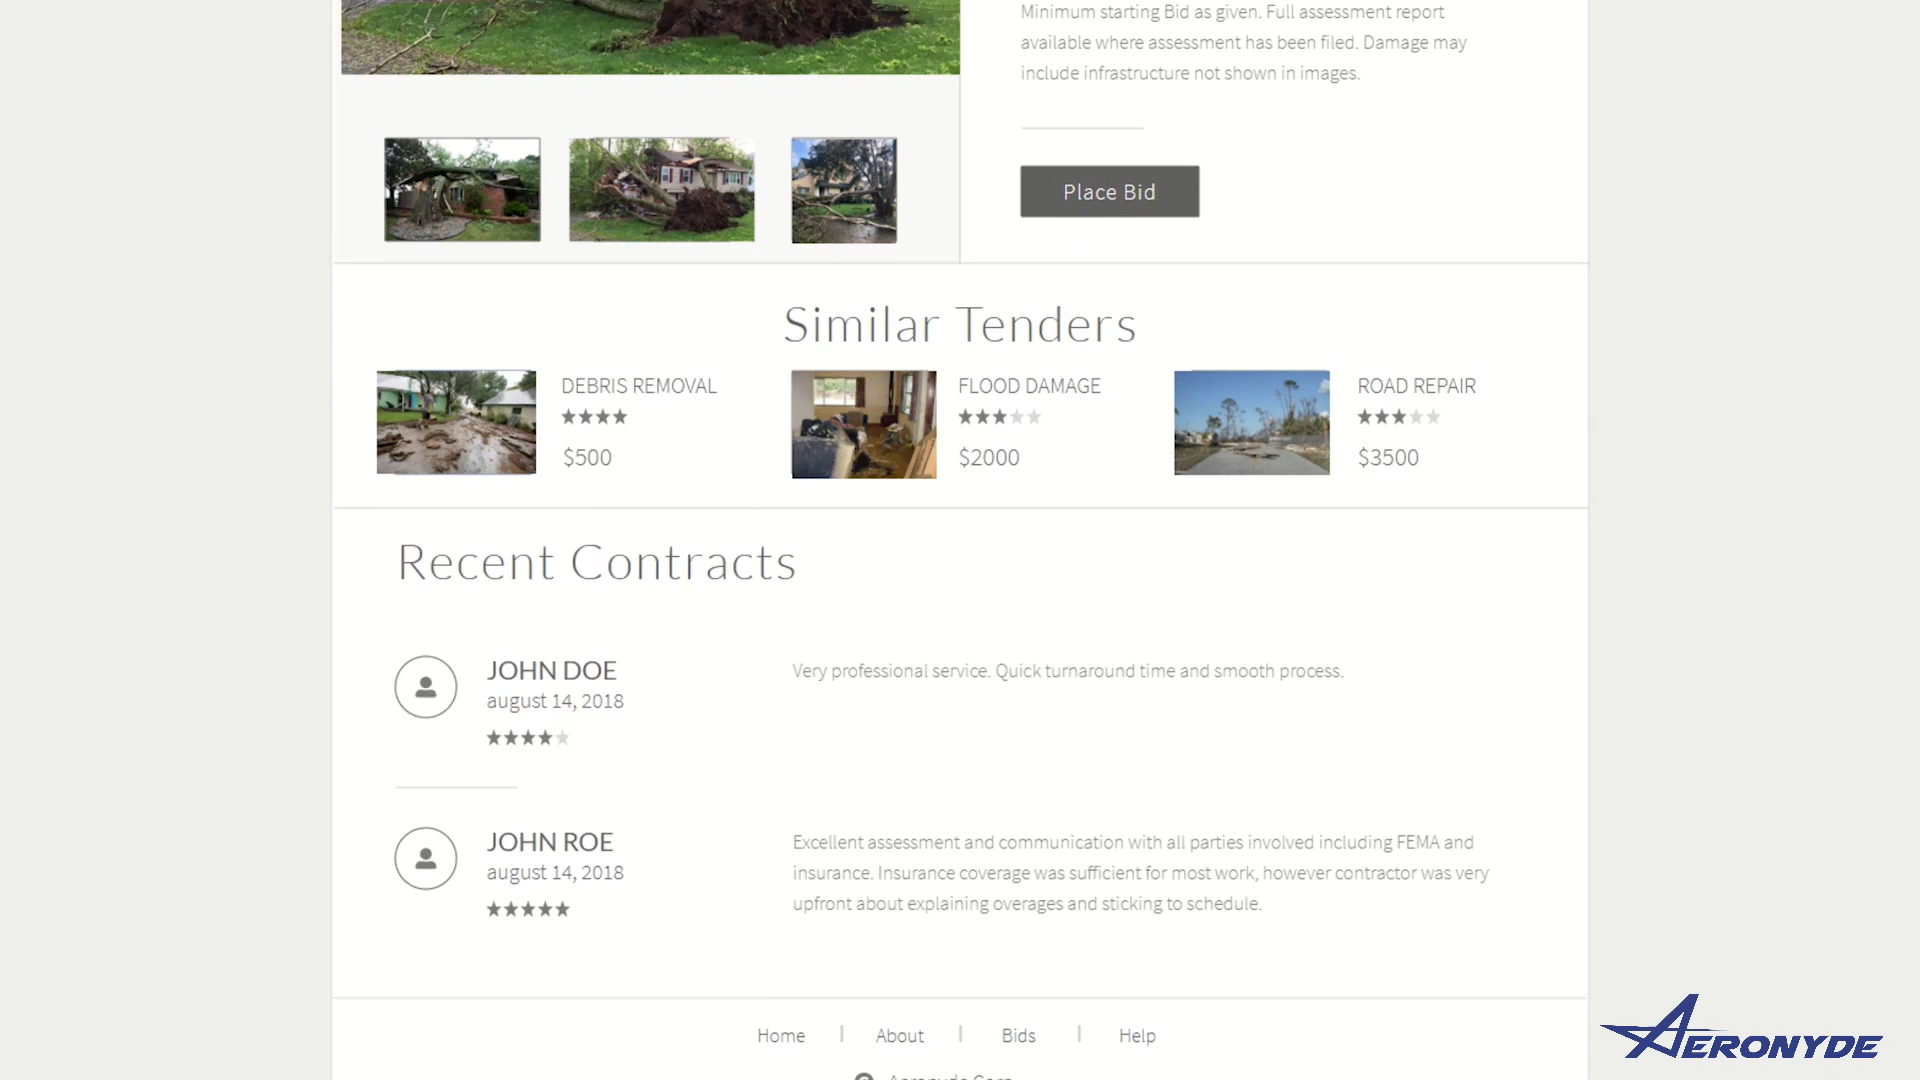 Minimum starting Bid as given. Full assessment report
available where assessment has been filed. Damage may
include infrastructure not shown in images.
Place Bid
Similar Tenders
DEBRIS REMOVAL
$500
FLOOD DAMAGE
$2000
ROAD REPAIR
$3500
Recent Contracts
JOHN DOE
august 14, 2018
Very professional service. Quick turnaround time and smooth process.
JOHN ROE
august 14, 2018
Excellent assessment and communication with all parties involved including FEMA and
insurance. Insurance coverage was sufficient for most work, however contractor was very
upfront about explaining overages and sticking to schedule.
Home | About | Bids | Help
Aeronyde Corp
AERONYDE